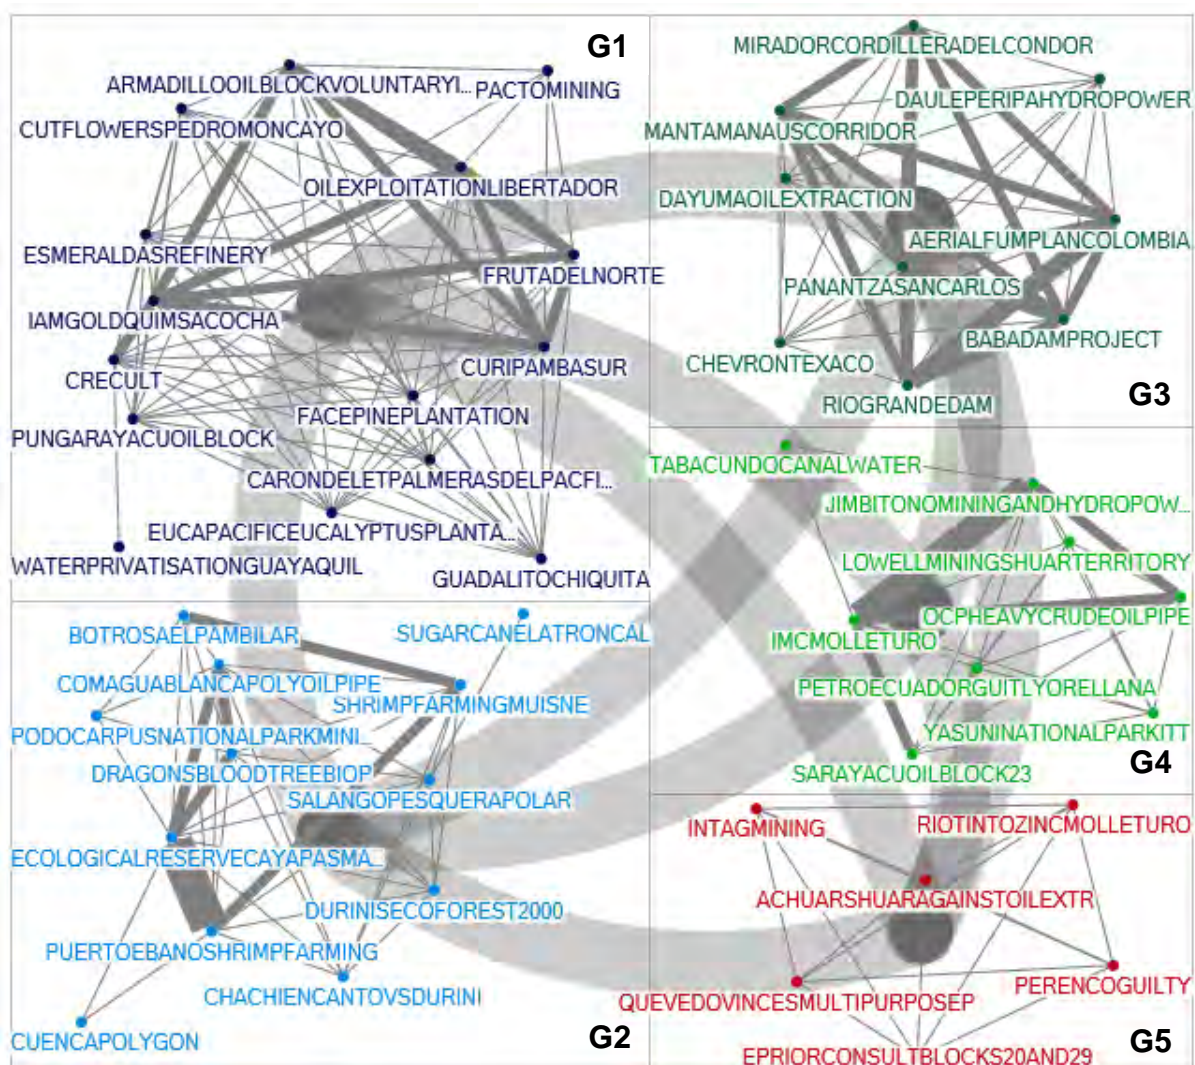 G1
ARMADILLOOILBLOCKVOLUNTARYI...
PACTOMINING
CUTFLOWERSPEDROMONCAYO
OILEXPLOITATIONLIBERTADOR
ESMERALDASREFINERY
FRUTADELNORTE
IAMGOLDQUIMSACOCHA
CURIPAMBASUR
CRECULT
FACEPINEPLANTATION
PUNGARAYACUOILBLOCK
CARONDELETPALMERASDELPACFI...
EUCAPACIFICEUCALYPTUSPLANTA...
WATERPRIVATISATIONGUAYAQUIL
GUADALITOCHIQUITA
BOTROSAELPAMBILAR
SUGARCANELATRONCAL
COMAGUABLANCAPOLYOILPIPE
SHRIMPFARMINGMUISNE
PODOCARPUSNATIONALPARKMINI...
DRAGONSBLOODTREEBIOP
SALANGOPESQUERAPOLAR
ECOLOGICALRESERVECAYAPASMA...
DURINISECOFOREST2000
PUERTOEBANOSHRIMPFARMING
CHACHIENCANTOVSDURINI
CUENCAPOLYGON
G2
MIRADORCORDILLERADELCONDOR
DAULEPERIPAHYDROPOWER
MANTAMANAUSCORRIDOR
DAYUMAOILEXTRACTION
AERIALFUMPLANCOLOMBIA
PANANTZASANCARLOS
BABADAMPROJECT
CHEVRONTEXACO
RIOGRANDEDAM
G3
TABACUNDOCANALWATER
JIMBITONOMININGANDHYDROPOW...
LOWELLMININGSHUARTERRITORY
OCPHEAVYCRUDEOILPIPE
IMCMOLLETURO
PETROECUADORGUITLYORELLANA
YASUNINATIONALPARKITT
SARAYACUOILBLOCK23
G4
INTAGMINING
RIOTINTOZINCMOLLETURO
ACHUARSHUARAGAINSTOILEXTR
PERENCOGUILTY
QUEVEDOVINCESMULTIPURPOSEP
G5
EPRIORCONSULTBLOCKS20AND29